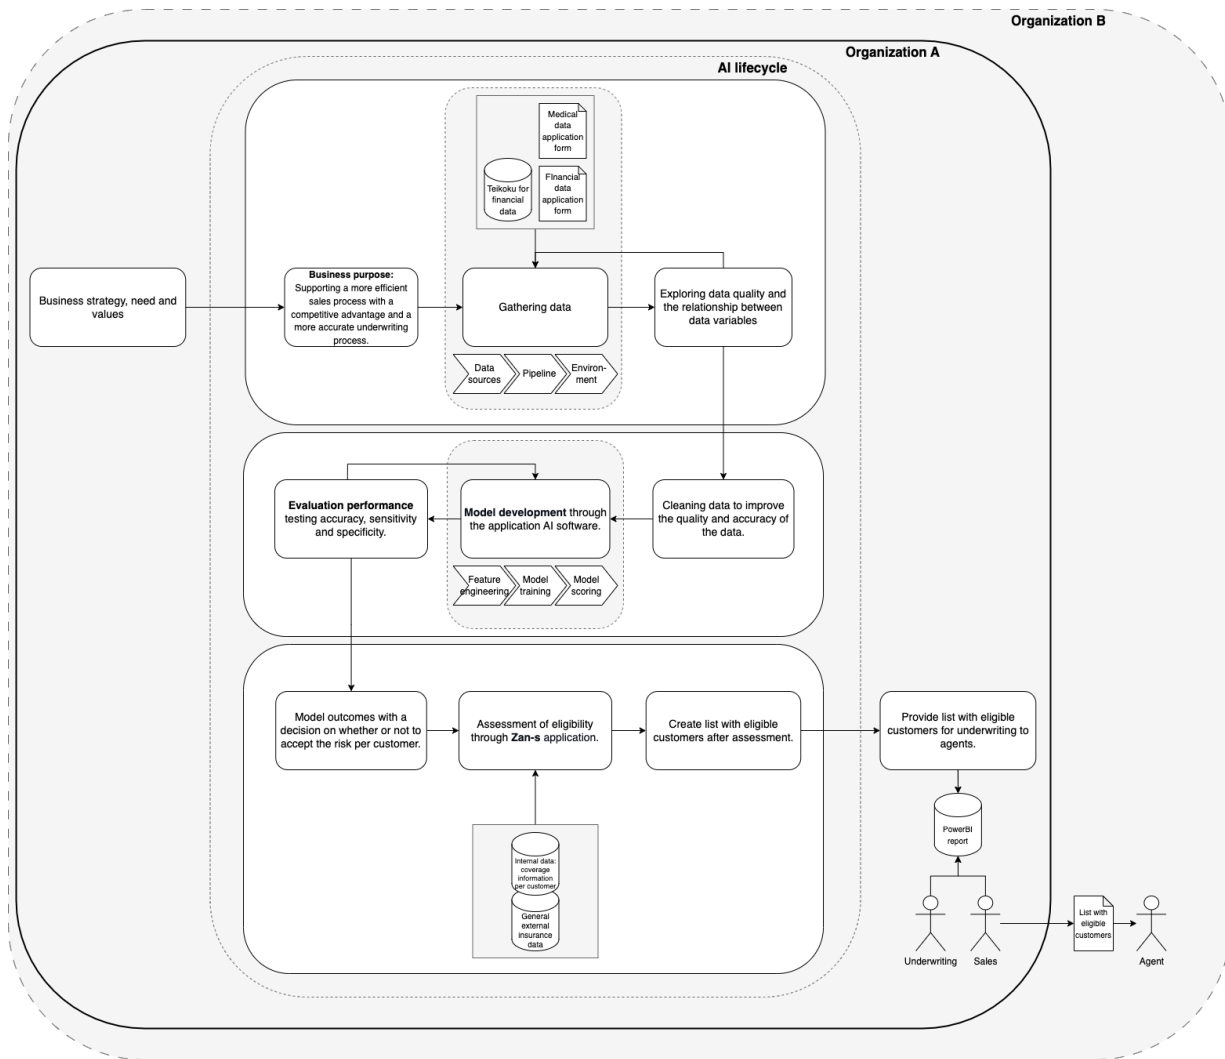 Organization B
Organization A
AI lifecycle
Medical
data
application
form
Teikoku for
financial
data
FInancial
data
application
form
Business strategy, need and
values
Business purpose:
Supporting a more efficient
sales process with a
competitive advantage and a
more accurate underwriting
process.
Gathering data
Exploring data quality and
the relationship between
data variables
Data
sources
Pipeline
Environ-
ment
Evaluation performance
testing accuracy, sensitivity
and specificity.
Model development through
the application AI software.
Cleaning data to improve
the quality and accuracy of
the data.
Feature
engineering
Model
training
Model
scoring
Model outcomes with a
decision on whether or not to
accept the risk per customer.
Assessment of eligibility
through Zan-s application.
Create list with eligible
customers after assessment.
Provide list with eligible
customers for underwriting to
agents.
PowerBI
report
Internal data:
coverage
information
per customer
General
external
insurance
data
List with
eligible
customers
Underwriting
Sales
Agent